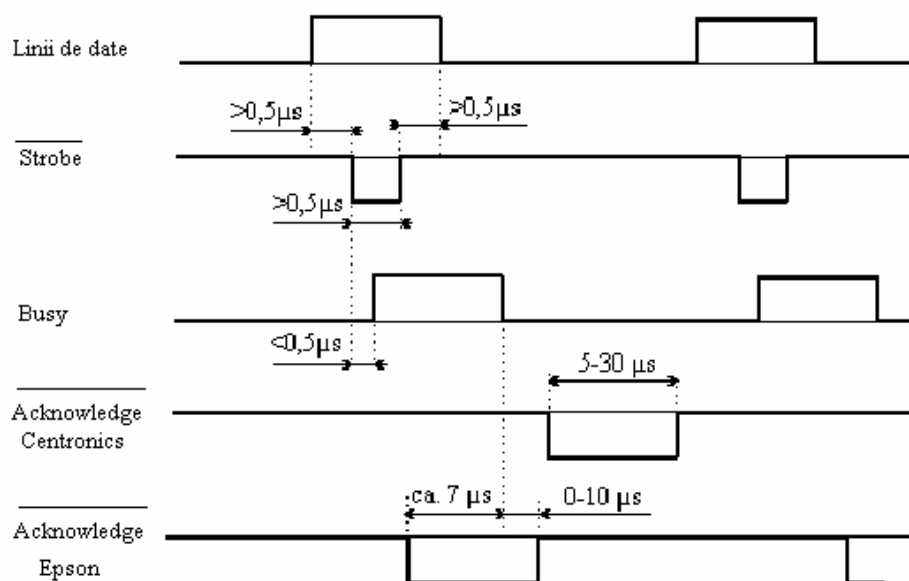 Linii de date
>0,5µs
>0,5µs
Strobe
>0,5µs
Busy
<0,5µs
5-30 µs
Acknowledge
Centronics
ca. 7 µs
0-10 µs
Acknowledge
Epson